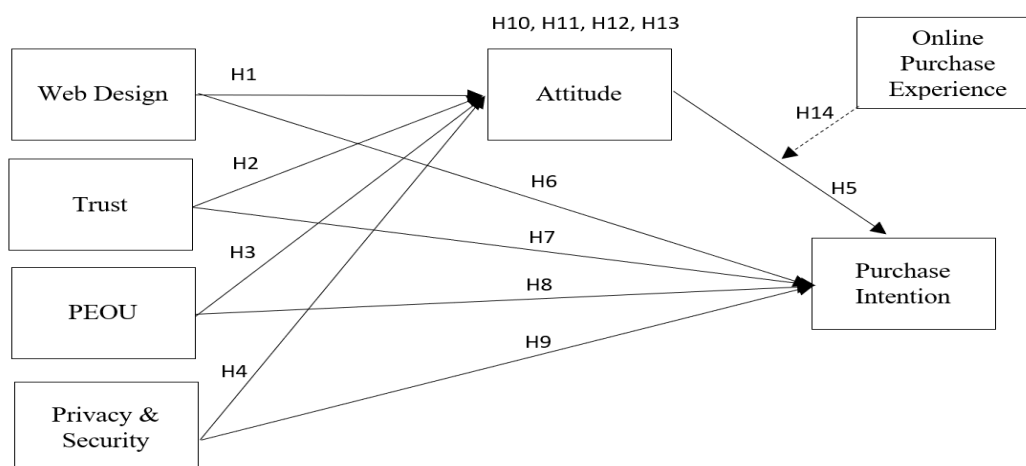 H10, H11, H12, H13
Online
Purchase
Experience
Web Design
H1
Attitude
H14
Trust
H2
H6
H5
H3
H7
Purchase
Intention
PEOU
H8
H9
H4
Privacy &
Security